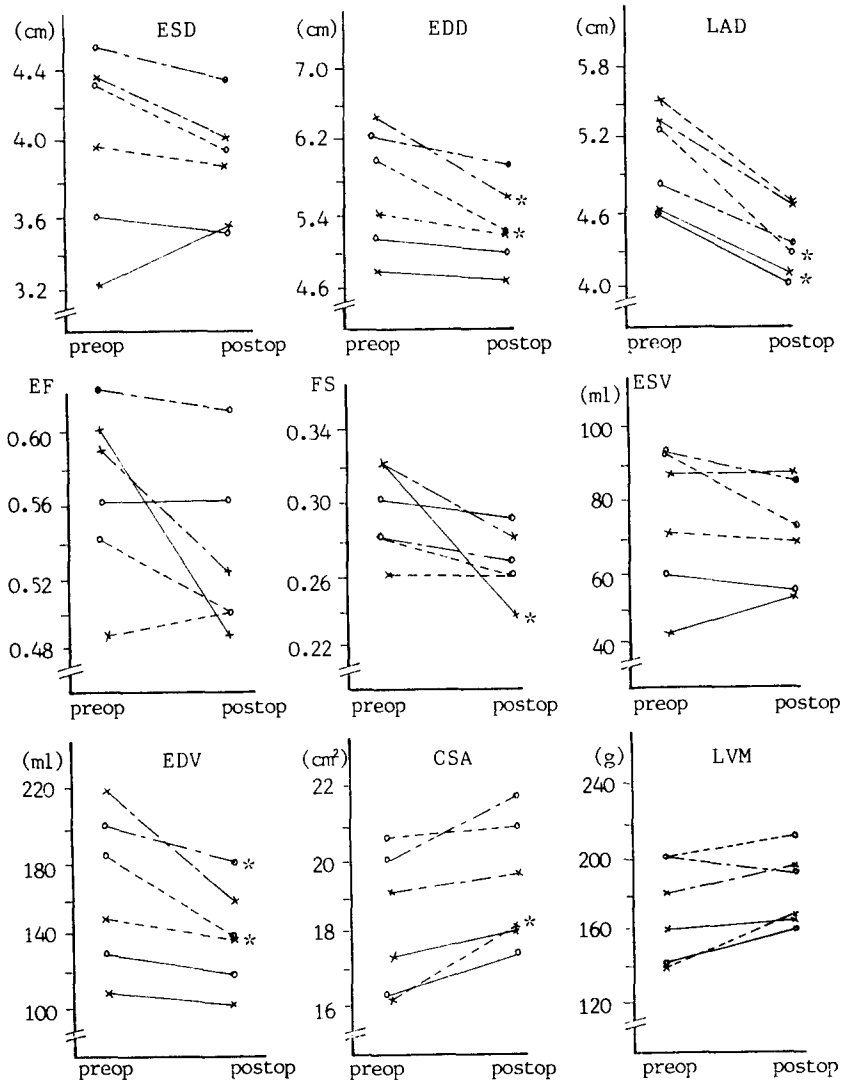 (cm) ESD
4.4
4.0
3.6
3.2
preop postop
(cm) EDD
7.0
6.2
5.4
4.6
* *
preop postop
(cm) LAD
5.8
5.2
4.6
4.0
* *
preop postop
EF
0.60
0.56
0.52
0.48
preop postop
FS
0.34
0.30
0.26
0.22
*
preop postop
(ml) ESV
100
80
60
40
preop postop
(ml) EDV
220
180
140
100
* *
preop postop
(cm²) CSA
22
20
18
16
*
preop postop
(g) LVM
240
200
160
120
preop postop